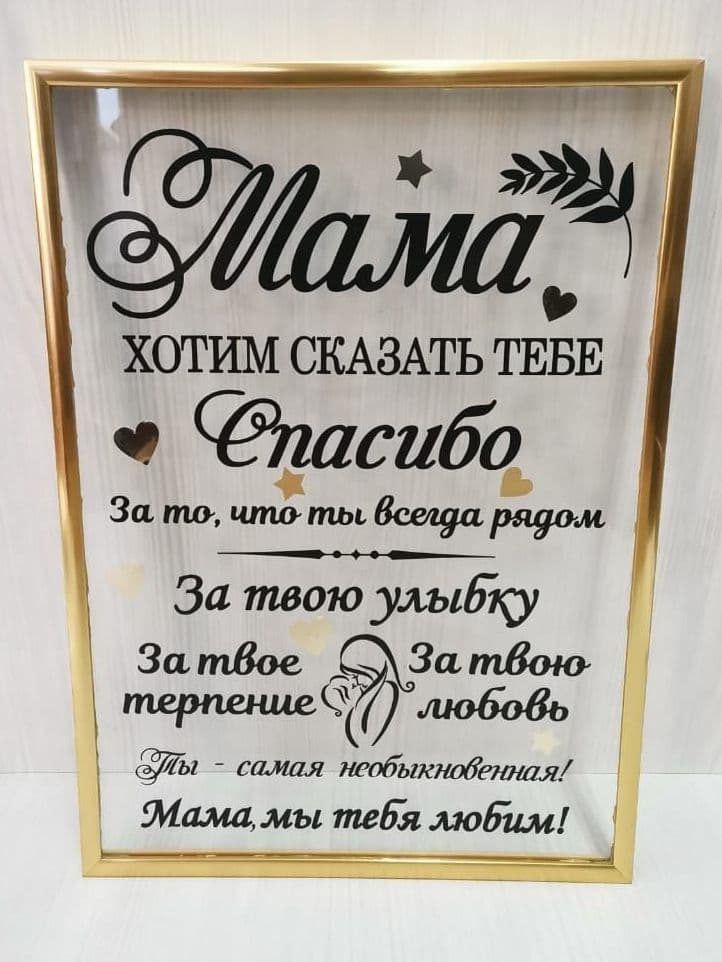 Мама
ХОТИМ СКАЗАТЬ ТЕБЕ
Спасибо
За то, что ты всегда рядом
За твою улыбку
За твое За твою
терпение любовь
Ты - самая необыкновенная!
Мама, мы тебя любим!